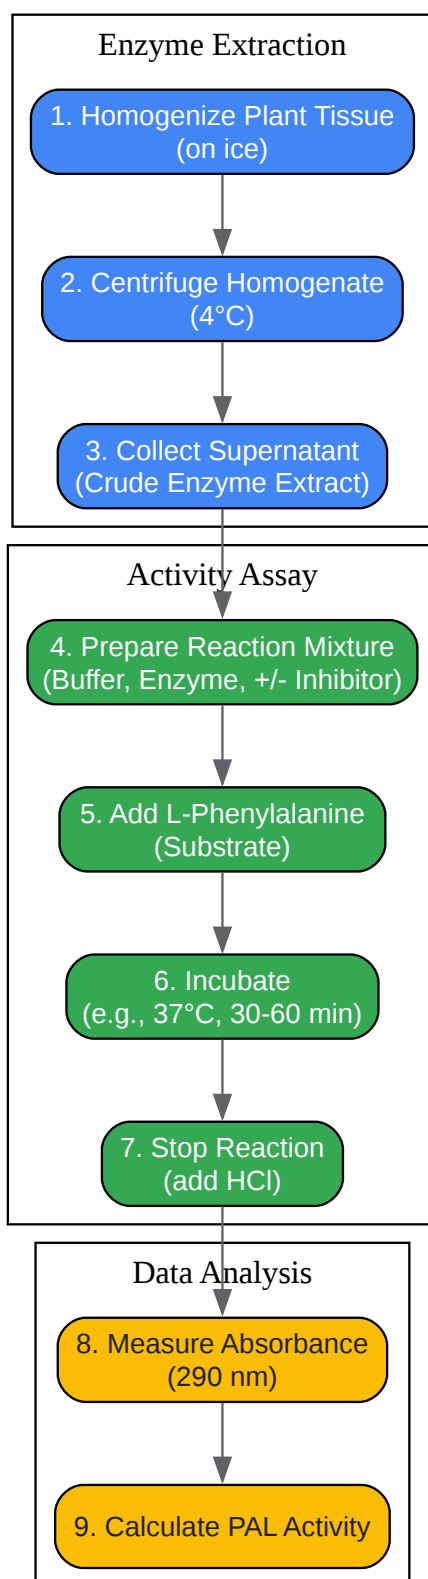 Enzyme Extraction
1. Homogenize Plant Tissue
(on ice)
2. Centrifuge Homogenate
(4°C)
3. Collect Supernatant
(Crude Enzyme Extract)
Activity Assay
4. Prepare Reaction Mixture
(Buffer, Enzyme, +/- Inhibitor)
5. Add L-Phenylalanine
(Substrate)
6. Incubate
(e.g., 37°C, 30-60 min)
7. Stop Reaction
(add HCl)
Data Analysis
8. Measure Absorbance
(290 nm)
9. Calculate PAL Activity